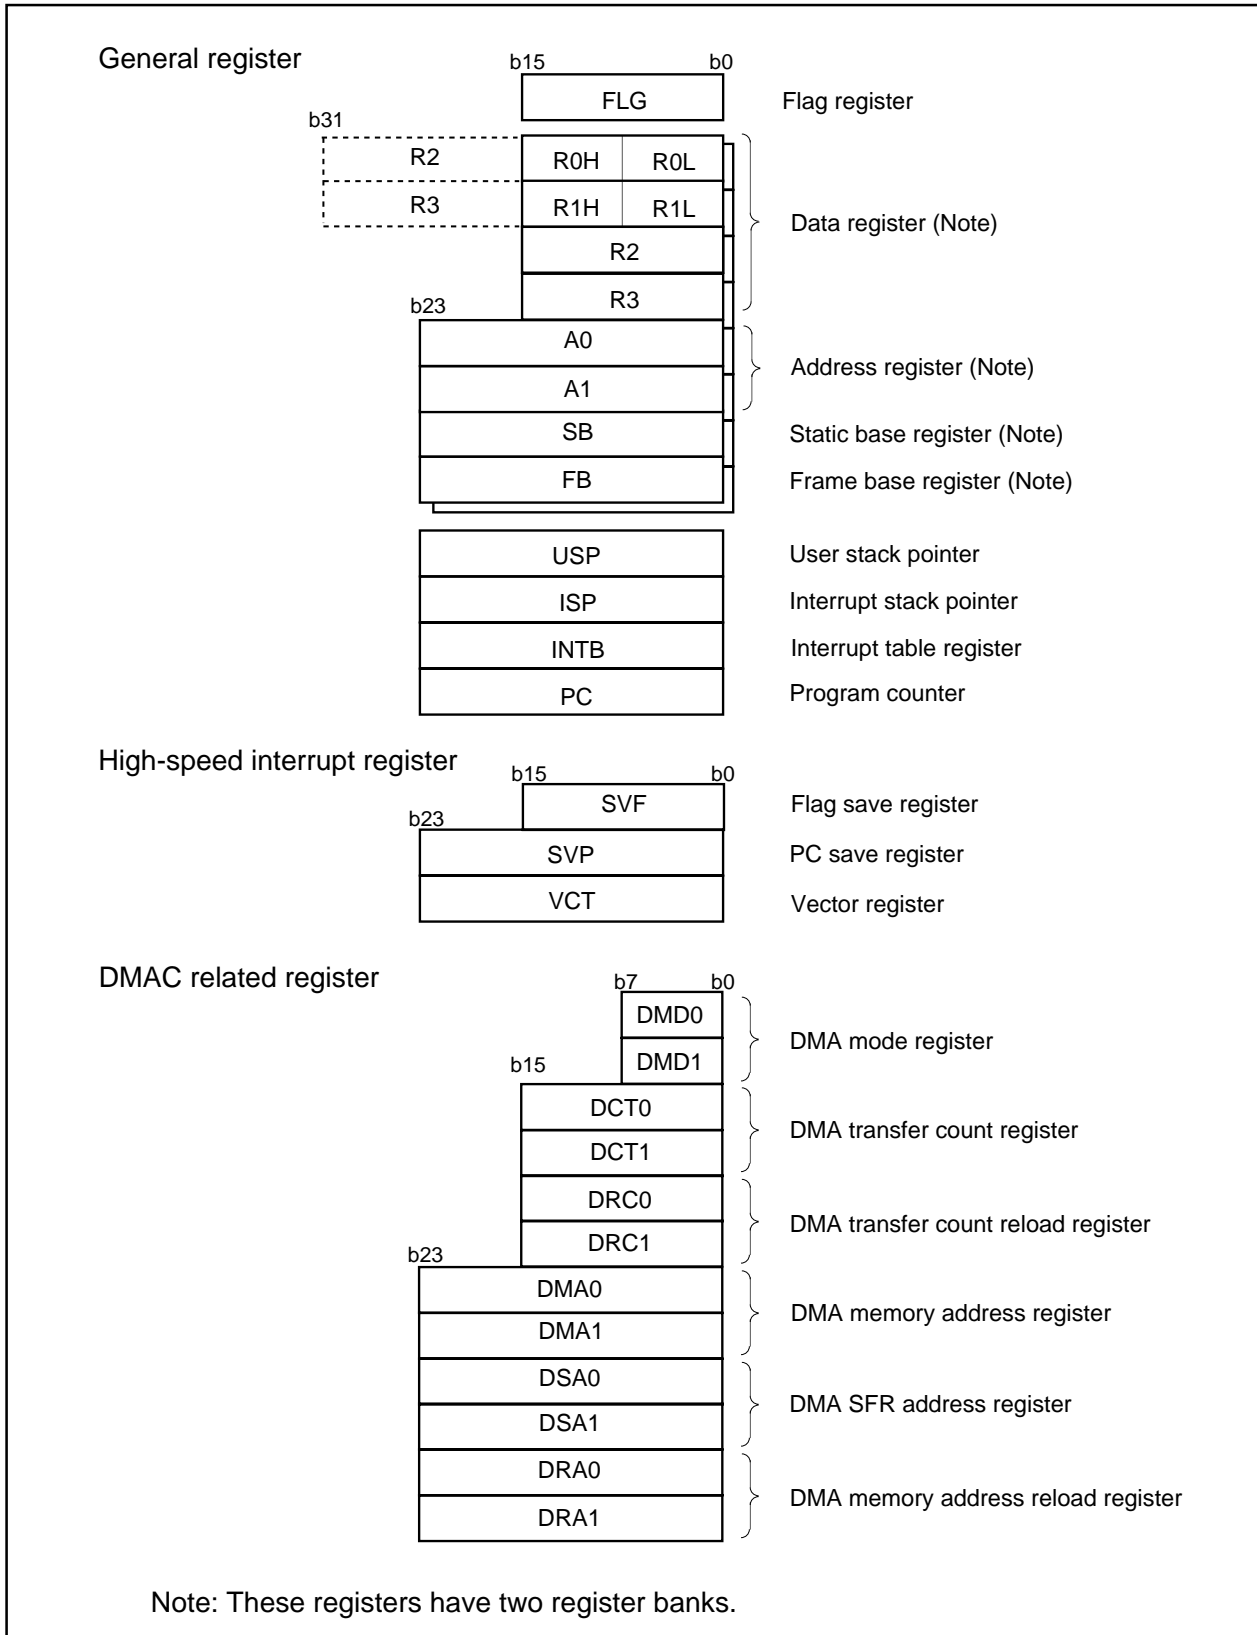 General register
b15 b0
FLG Flag register
b31
R2 R0H R0L
R3 R1H R1L
Data register (Note)
R2
R3
b23
A0
Address register (Note)
A1
SB Static base register (Note)
FB Frame base register (Note)
USP User stack pointer
ISP Interrupt stack pointer
INTB Interrupt table register
PC Program counter
High-speed interrupt register
b15 b0
SVF Flag save register
b23
SVP PC save register
VCT Vector register
DMAC related register
b7 b0
DMD0
DMA mode register
DMD1
b15
DCT0
DMA transfer count register
DCT1
DRC0
DMA transfer count reload register
DRC1
b23
DMA0
DMA memory address register
DMA1
DSA0
DMA SFR address register
DSA1
DRA0
DMA memory address reload register
DRA1
Note: These registers have two register banks.